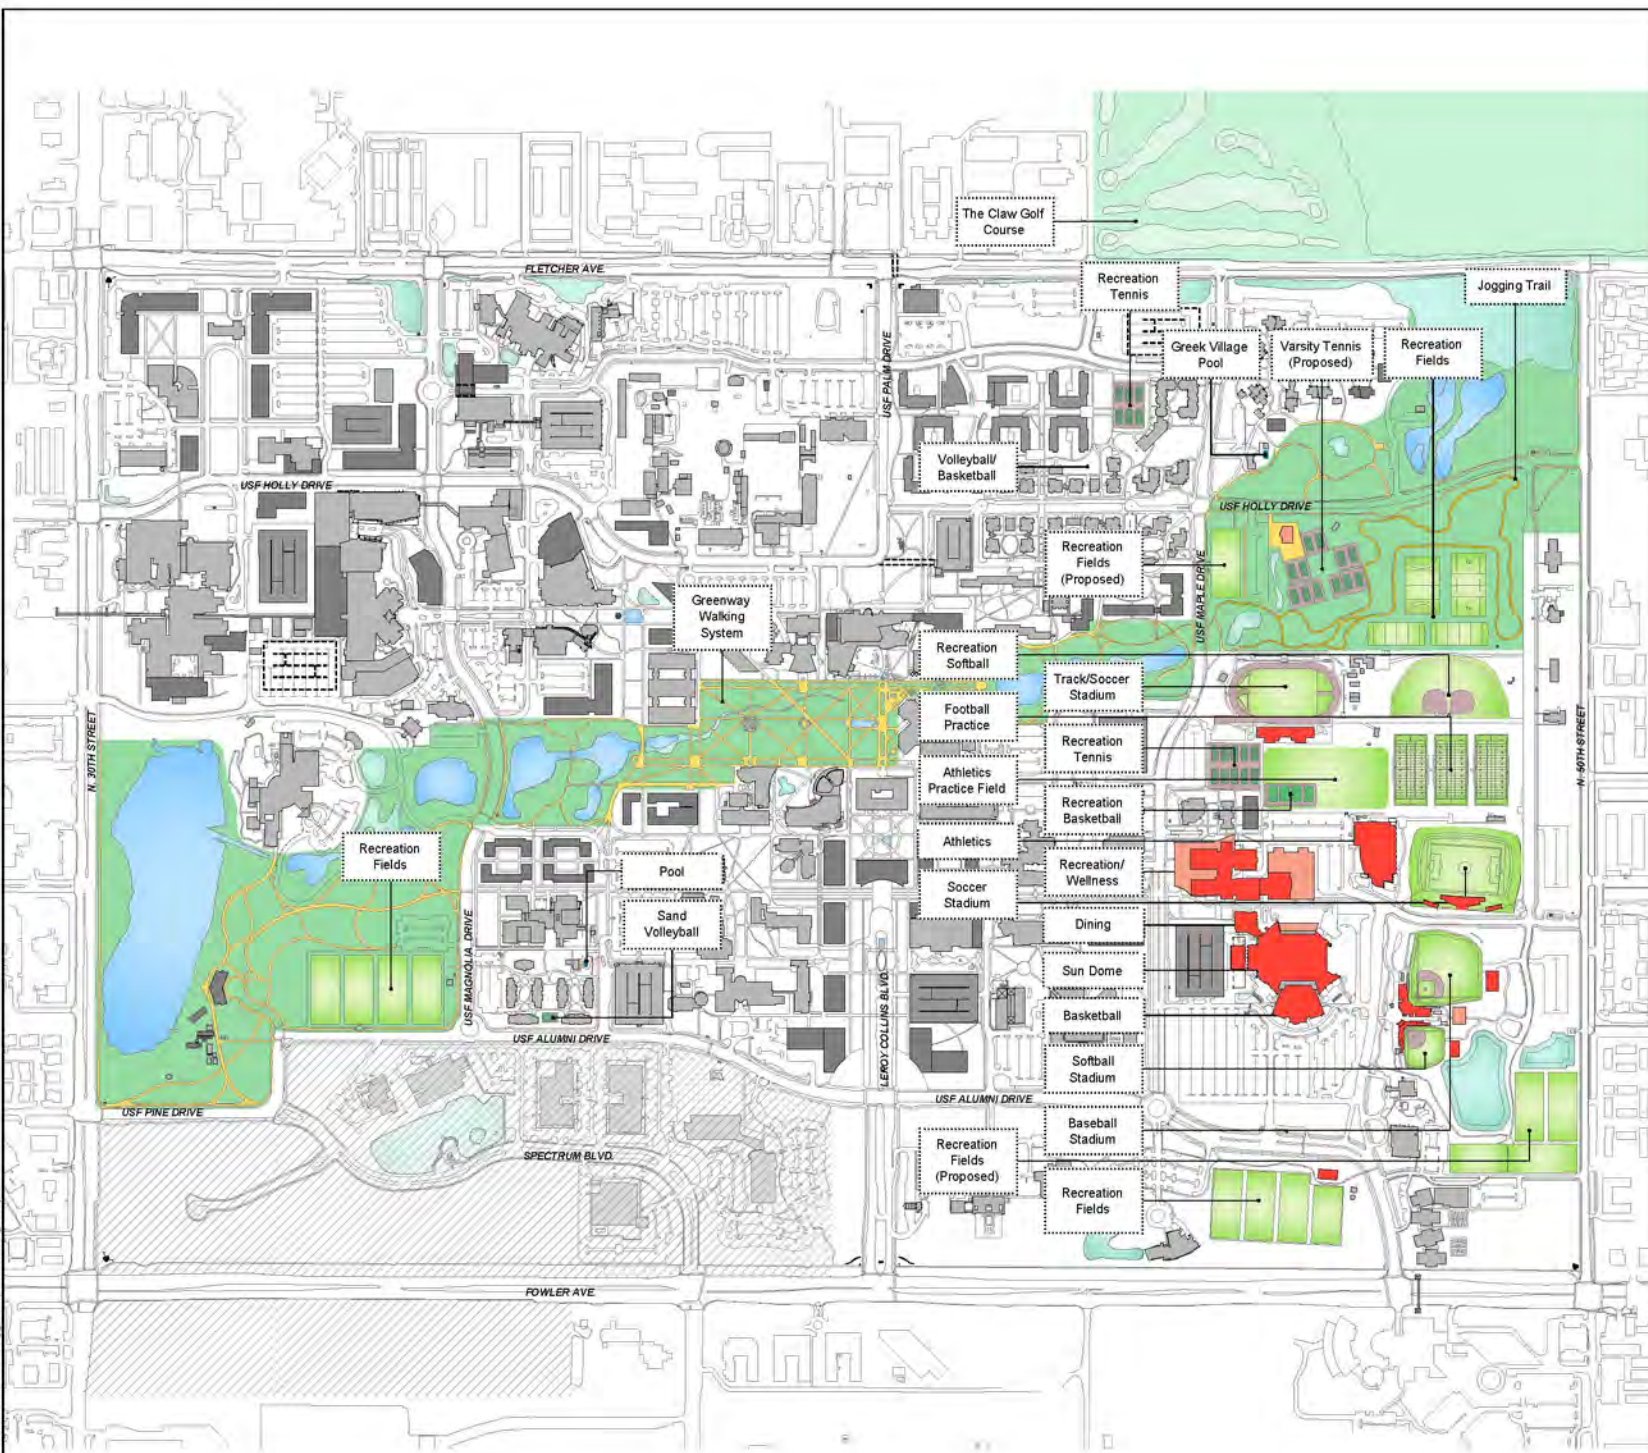 The Claw Golf
Course
FLETCHER AVE.
Recreation
Tennis
Jogging Trail
Greek Village
Pool
Varsity Tennis
(Proposed)
Recreation
Fields
USF PALM DRIVE
Volleyball/
Basketball
USF HOLLY DRIVE
USF HOLLY DRIVE
Recreation
Fields
(Proposed)
USF MAPLE DRIVE
Greenway
Walking
System
Recreation
Softball
Track/Soccer
Stadium
Football
Practice
N. 30TH STREET
N. 50TH STREET
Recreation
Tennis
Athletics
Practice Field
Recreation
Basketball
Athletics
Recreation
Fields
Pool
Recreation/
Wellness
Soccer
Stadium
Sand
Volleyball
Dining
USF MAGNOLIA DRIVE
Sun Dome
LEROY COLLINS BLVD.
Basketball
USF ALUMNI DRIVE
Softball
Stadium
USF ALUMNI DRIVE
USF PINE DRIVE
Baseball
Stadium
SPECTRUM BLVD.
Recreation
Fields
(Proposed)
Recreation
Fields
FOWLER AVE.